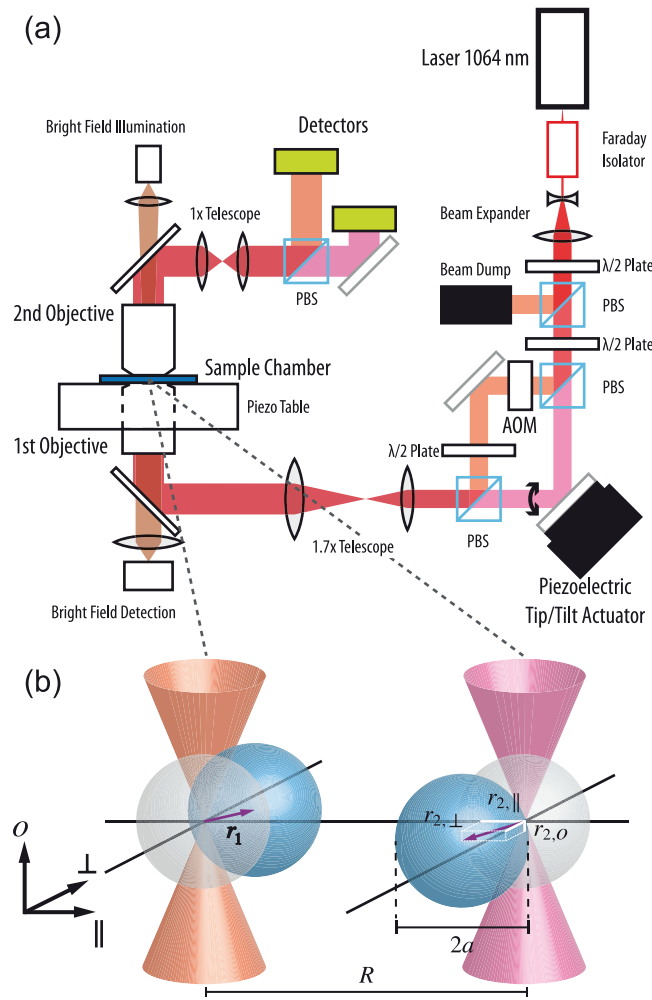 (a)
Laser 1064 nm
Bright Field Illumination
Detectors
Faraday
Isolator
1x Telescope
Beam Expander
λ/2 Plate
Beam Dump
PBS
PBS
2nd Objective
λ/2 Plate
Sample Chamber
PBS
Piezo Table
AOM
1st Objective
λ/2 Plate
1.7x Telescope
PBS
Bright Field Detection
Piezoelectric
Tip/Tilt Actuator
(b)
r₂,∥
r₂,⊥
r₂,o
r₁
o
⊥
∥
2a
R